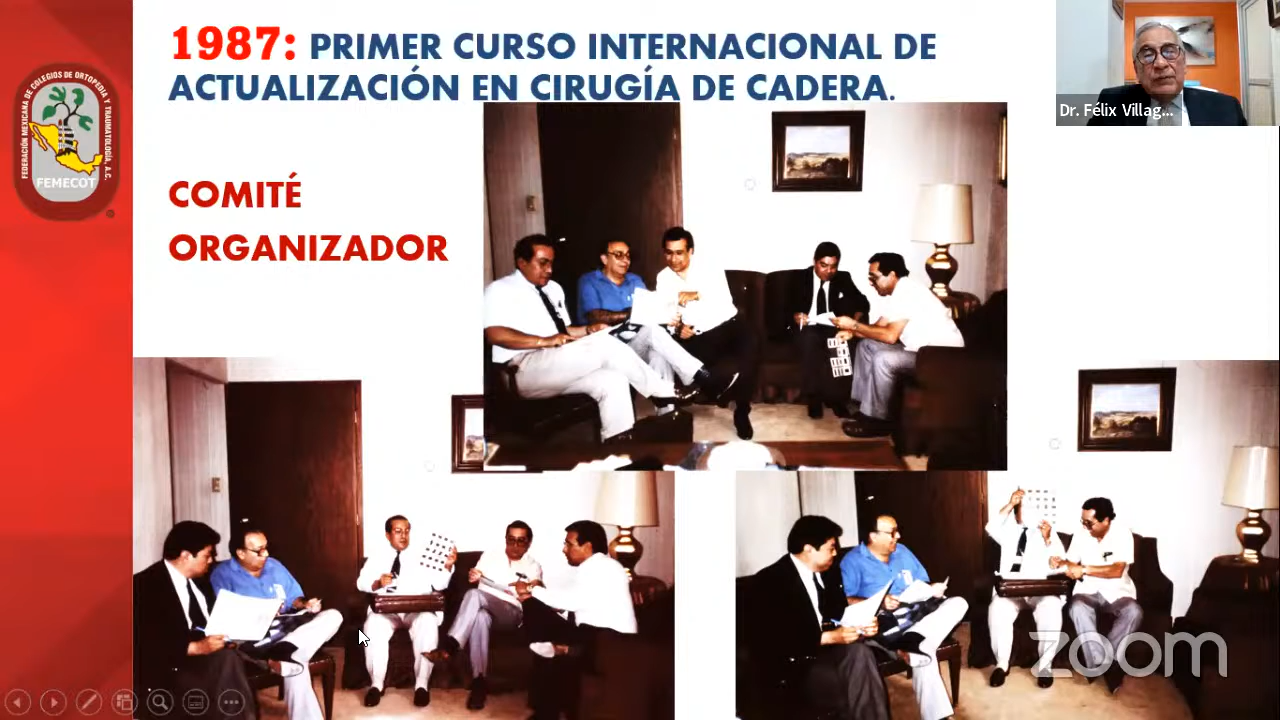 1987: PRIMER CURSO INTERNACIONAL DE
ACTUALIZACIÓN EN CIRUGÍA DE CADERA.
Dr. Félix Villag...
FEDERACIÓN MEXICANA DE COLEGIOS DE ORTOPEDIA Y TRAUMATOLOGÍA, A.C.
FEMECOT
COMITÉ
ORGANIZADOR
zoom